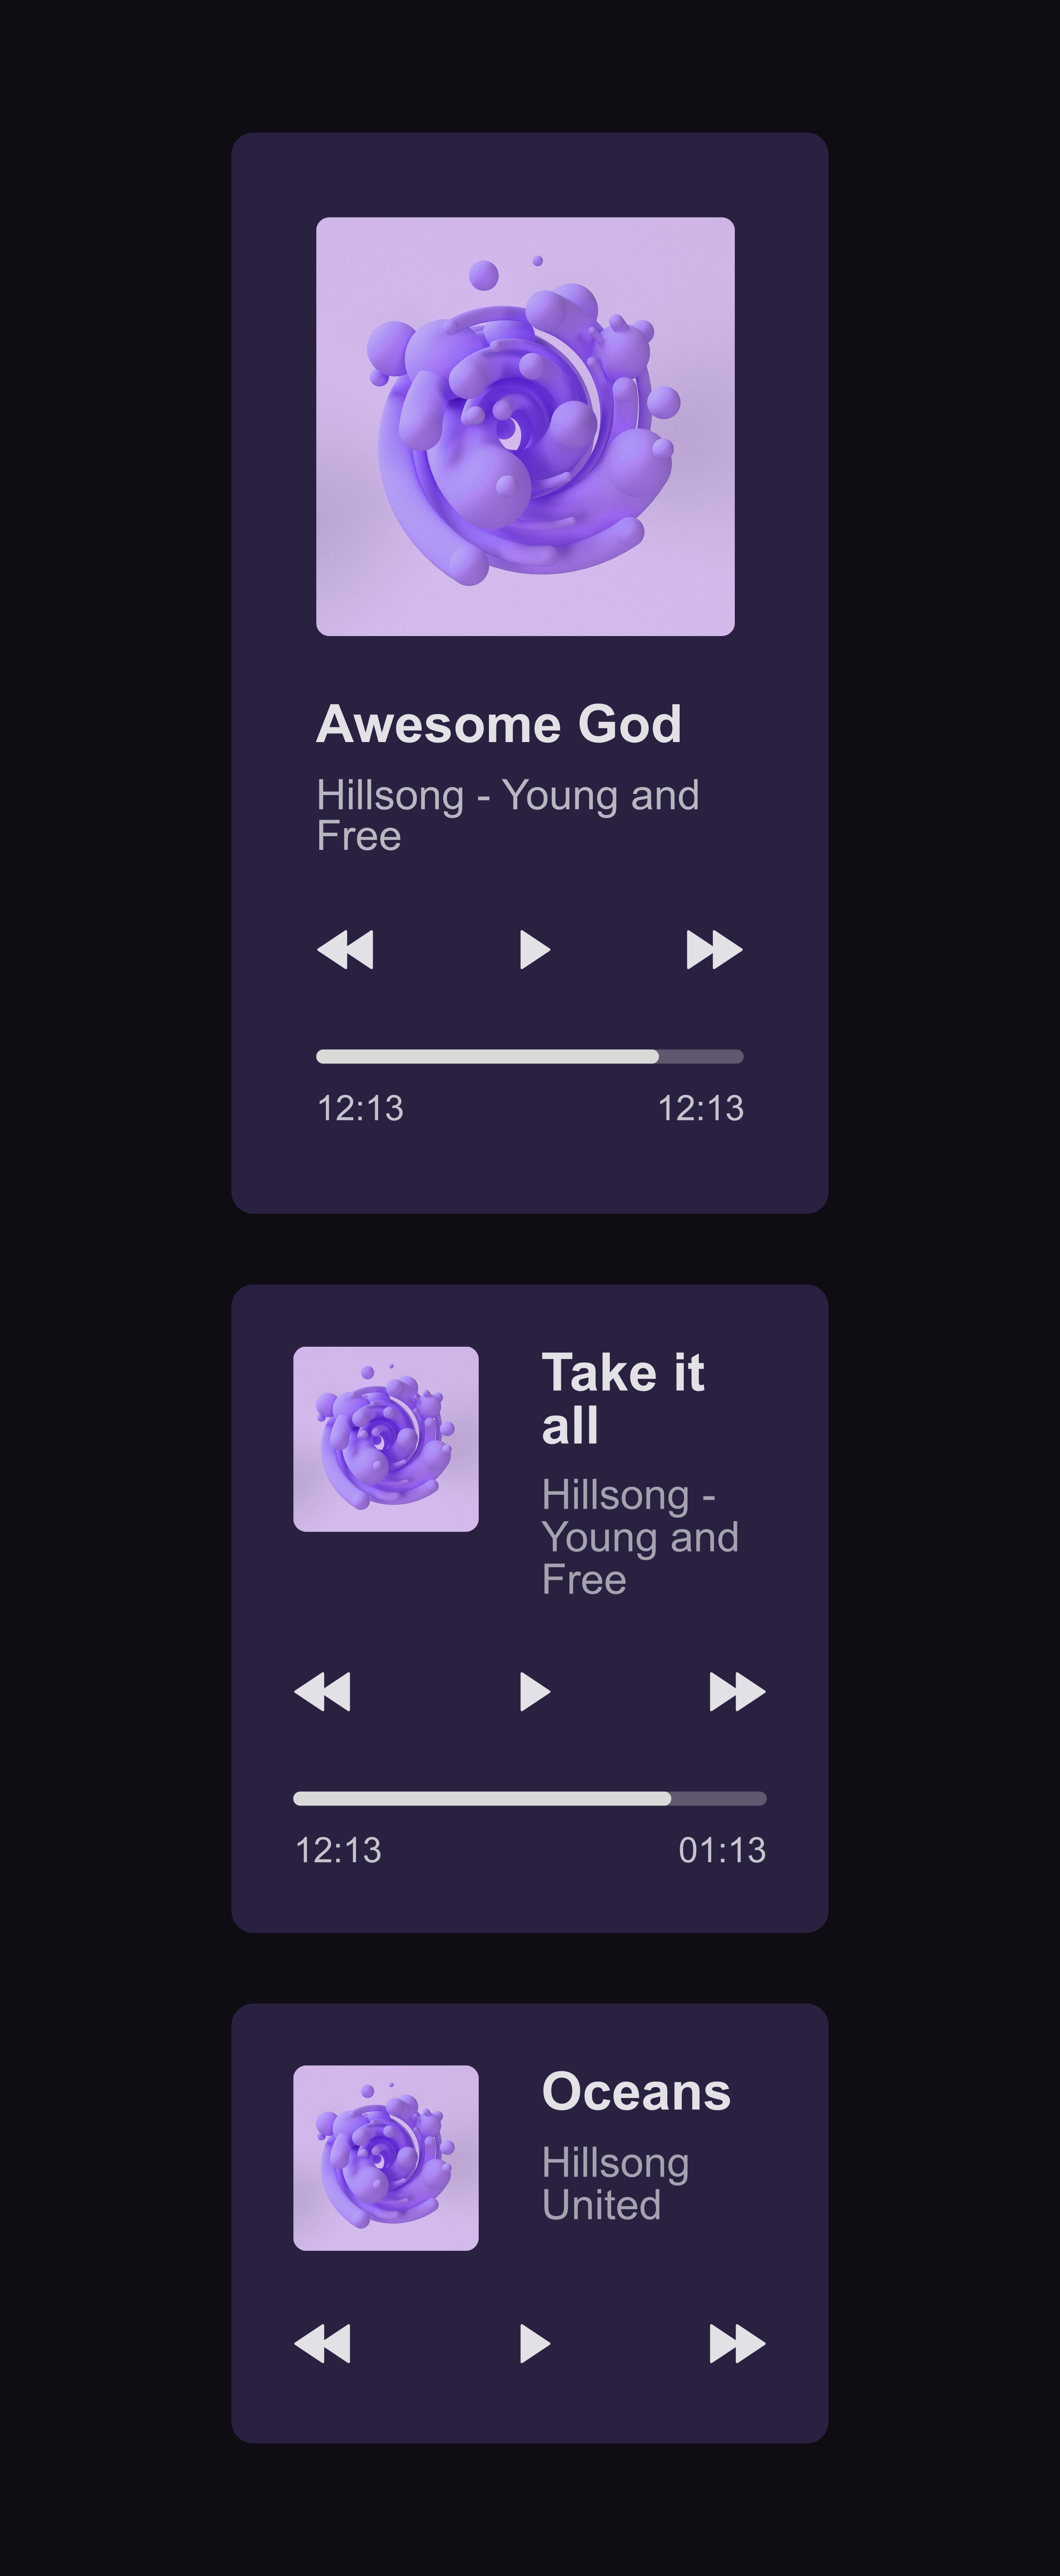 Awesome God
Hillsong - Young and
Free
12:13 12:13
Take it
all
Hillsong -
Young and
Free
12:13 01:13
Oceans
Hillsong
United